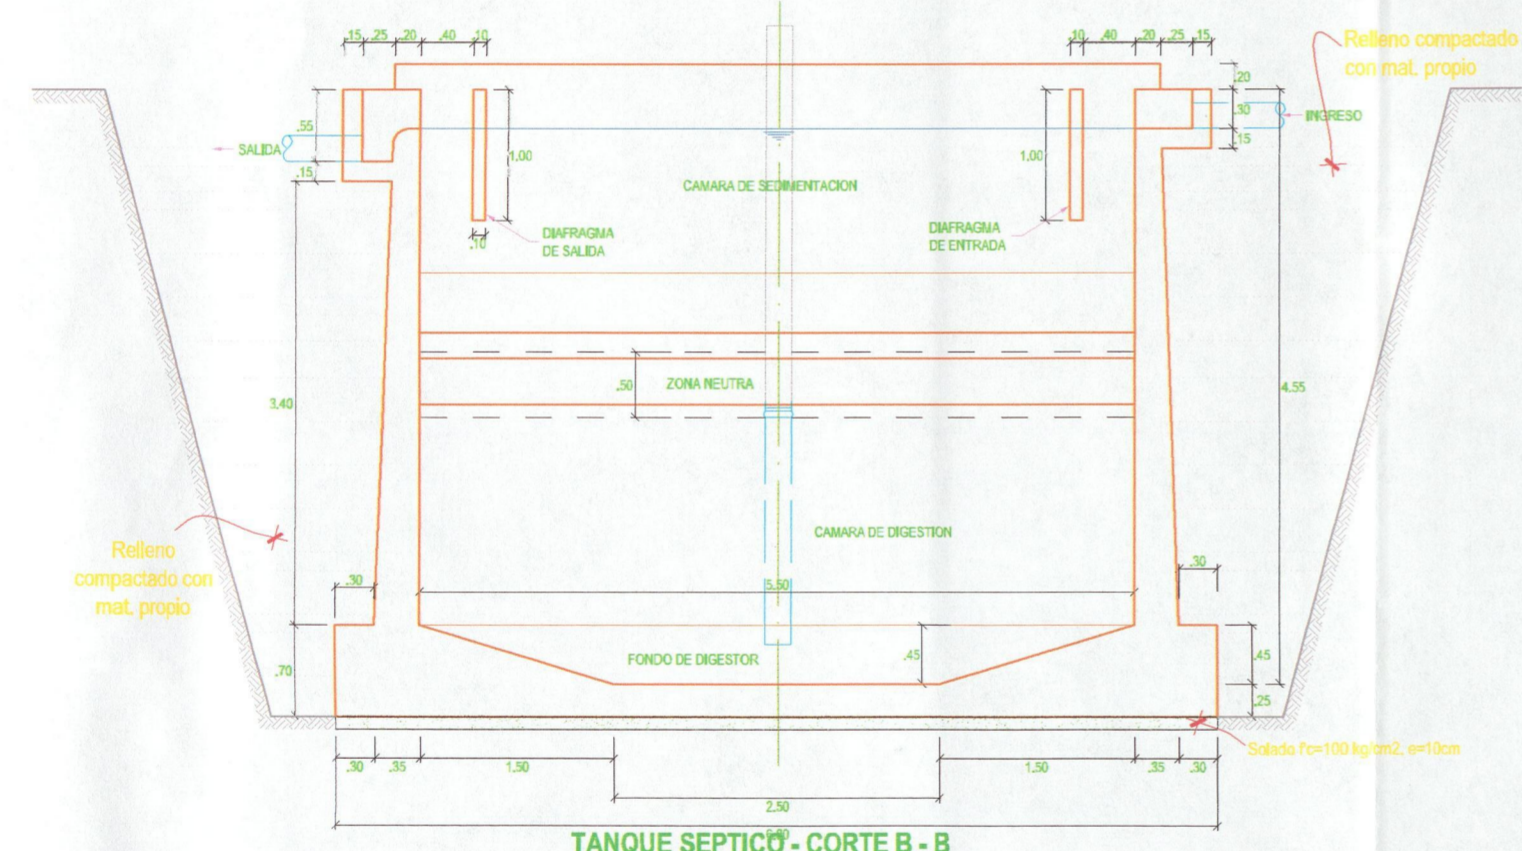 .15 .25 .20 .40 .10
.10 .40 .20 .25 .15
Relleno compactado
con mat. propio
.20
.30
INGRESO
.15
.55
SALIDA
.15
1.00
1.00
CAMARA DE SEDIMENTACION
DIAFRAGMA
DE SALIDA
.10
DIAFRAGMA
DE ENTRADA
.50
ZONA NEUTRA
4.55
3.40
CAMARA DE DIGESTION
Relleno
compactado con
mat. propio
.30
5.50
.30
FONDO DE DIGESTOR
.45
.45
.70
.25
Solado f'c=100 kg/cm2. e=10cm
.30 .35 1.50
1.50 .35 .30
2.50
TANQUE SEPTICO - CORTE B - B